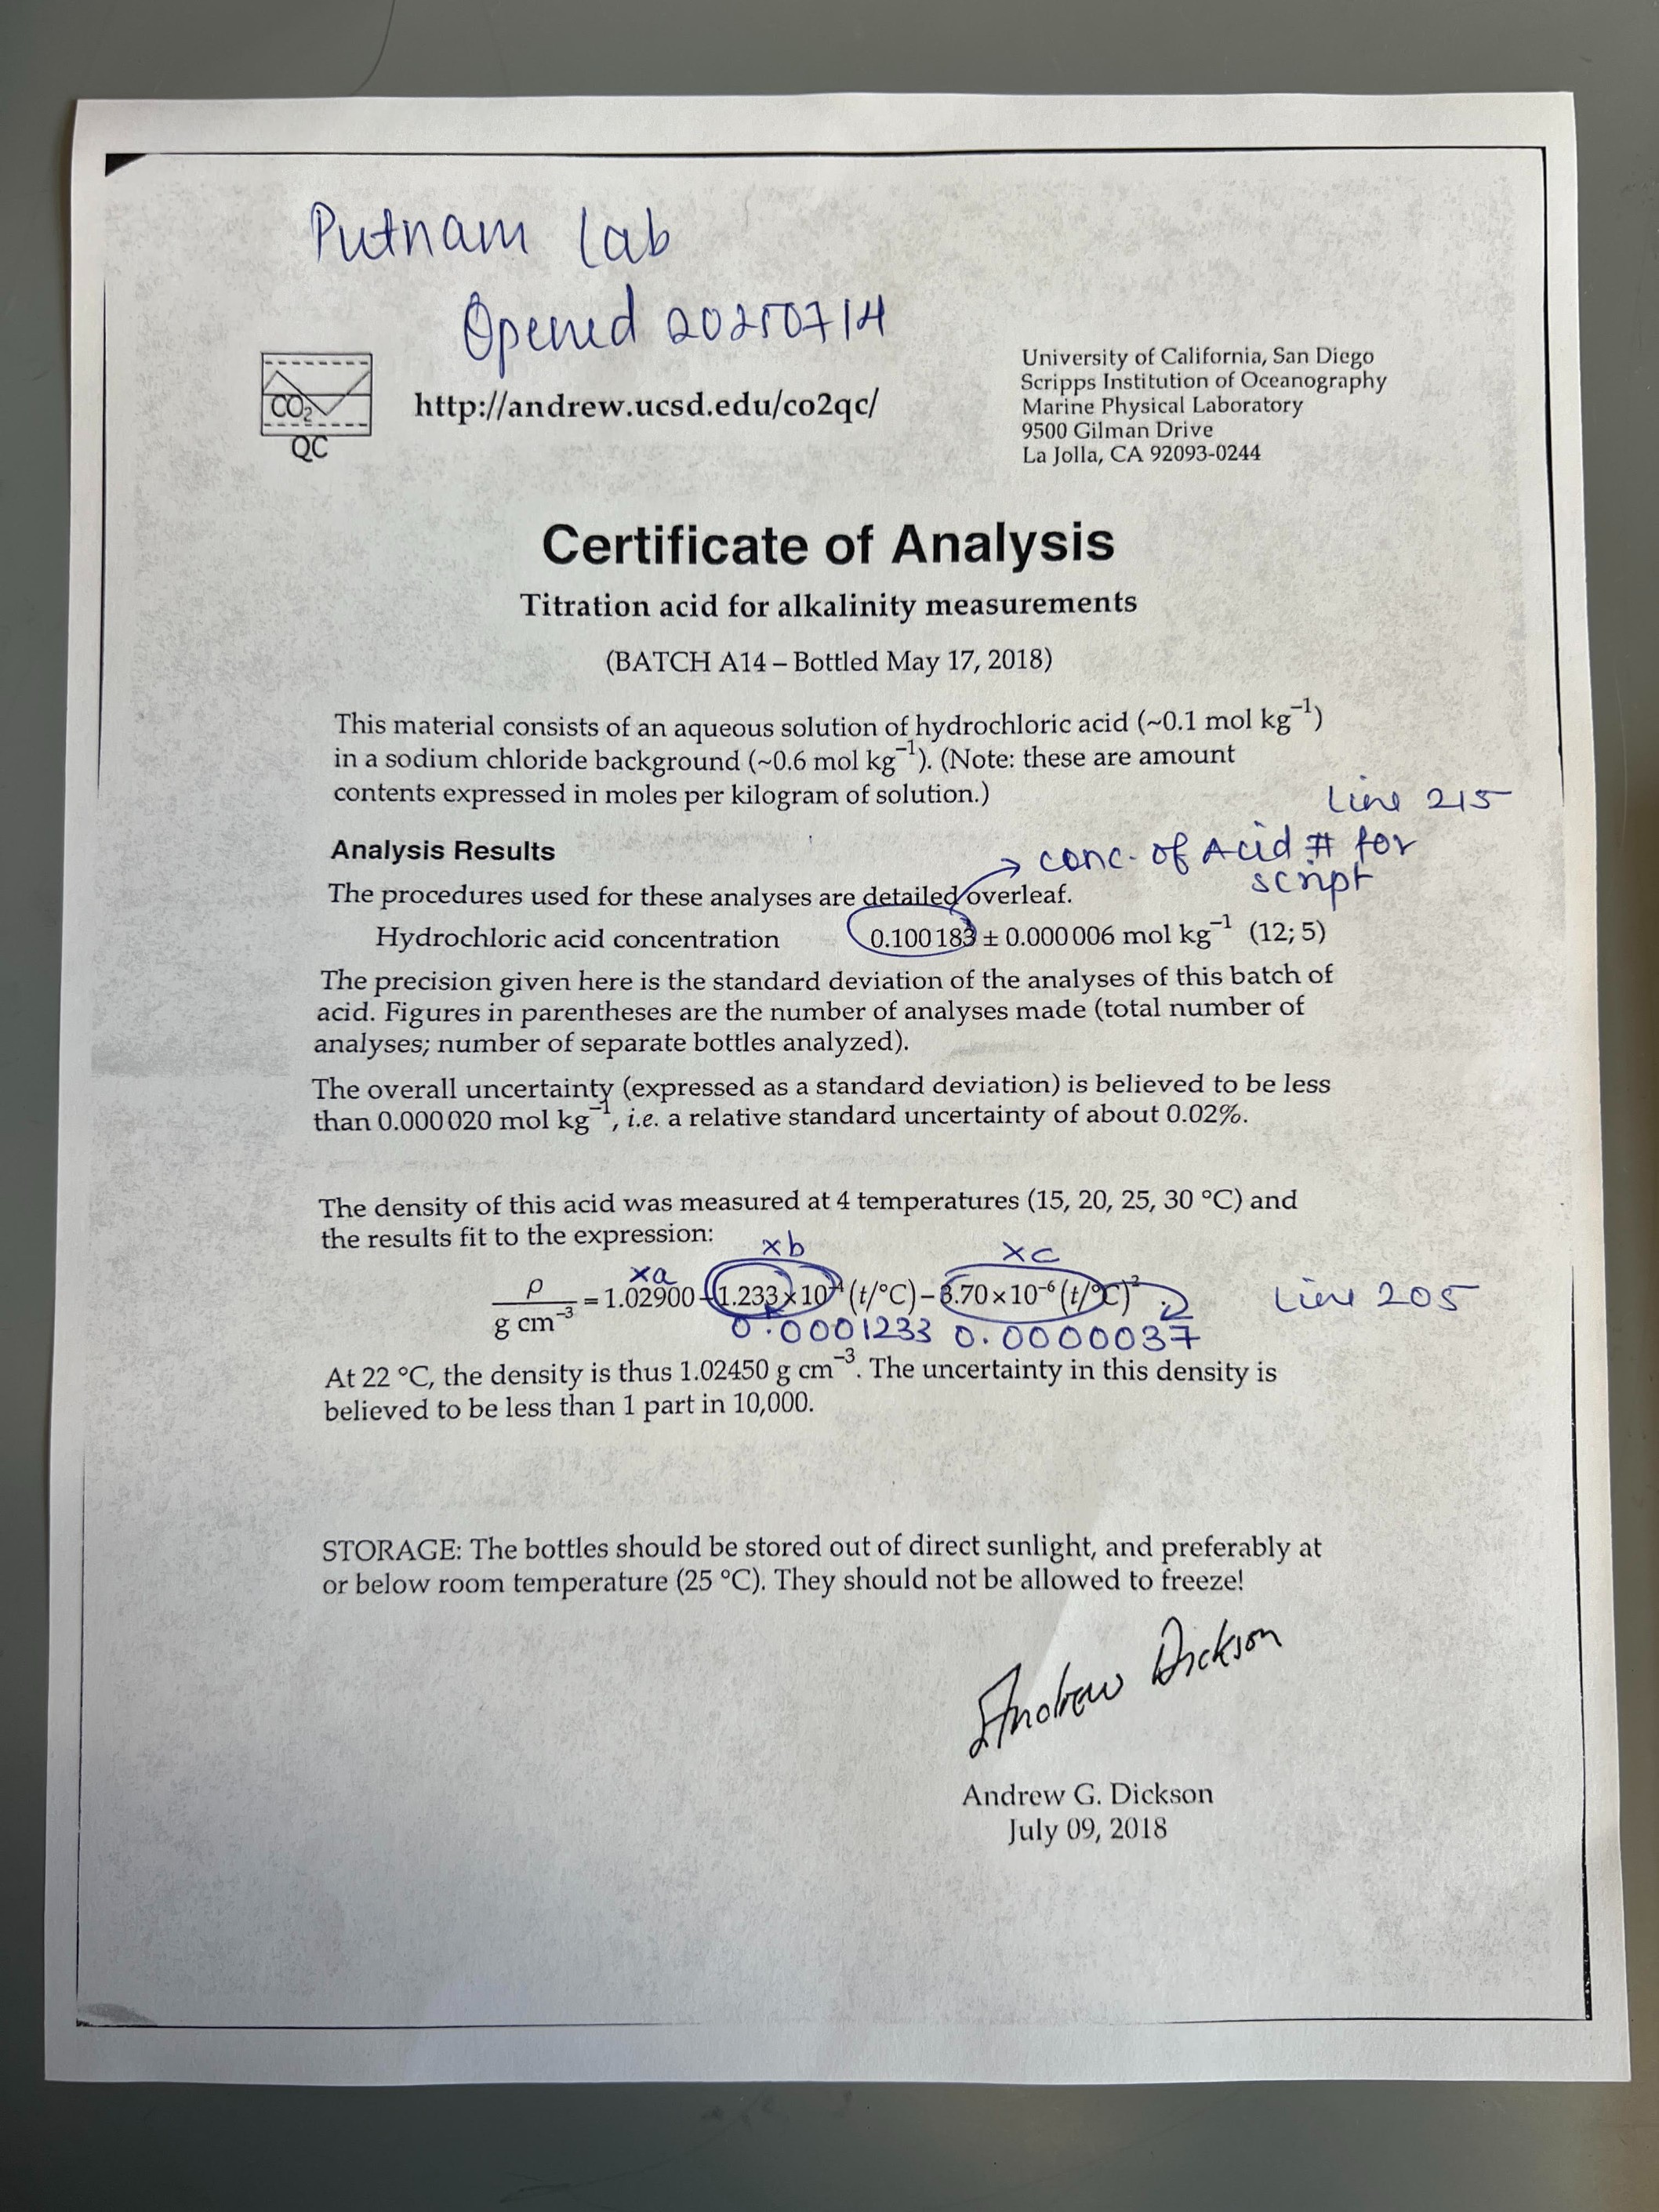 Putnam Lab
Opened 20250714
CO₂
QC
http://andrew.ucsd.edu/co2qc/
University of California, San Diego
Scripps Institution of Oceanography
Marine Physical Laboratory
9500 Gilman Drive
La Jolla, CA 92093-0244
Certificate of Analysis
Titration acid for alkalinity measurements
(BATCH A14 – Bottled May 17, 2018)
This material consists of an aqueous solution of hydrochloric acid (~0.1 mol kg⁻¹)
in a sodium chloride background (~0.6 mol kg⁻¹). (Note: these are amount
contents expressed in moles per kilogram of solution.)
Line 215
Analysis Results
→ conc. of Acid # for
script
The procedures used for these analyses are detailed overleaf.
Hydrochloric acid concentration 0.100183 ± 0.000006 mol kg⁻¹ (12; 5)
The precision given here is the standard deviation of the analyses of this batch of
acid. Figures in parentheses are the number of analyses made (total number of
analyses; number of separate bottles analyzed).
The overall uncertainty (expressed as a standard deviation) is believed to be less
than 0.000020 mol kg⁻¹, i.e. a relative standard uncertainty of about 0.02%.
The density of this acid was measured at 4 temperatures (15, 20, 25, 30 °C) and
the results fit to the expression:
xa xb xc
ρ / g cm⁻³ = 1.02900 – 1.233×10⁻⁴ (t/°C) – 3.70×10⁻⁶ (t/°C)² Line 205
0.0001233 0.0000037
At 22 °C, the density is thus 1.02450 g cm⁻³. The uncertainty in this density is
believed to be less than 1 part in 10,000.
STORAGE: The bottles should be stored out of direct sunlight, and preferably at
or below room temperature (25 °C). They should not be allowed to freeze!
Andrew Dickson
Andrew G. Dickson
July 09, 2018